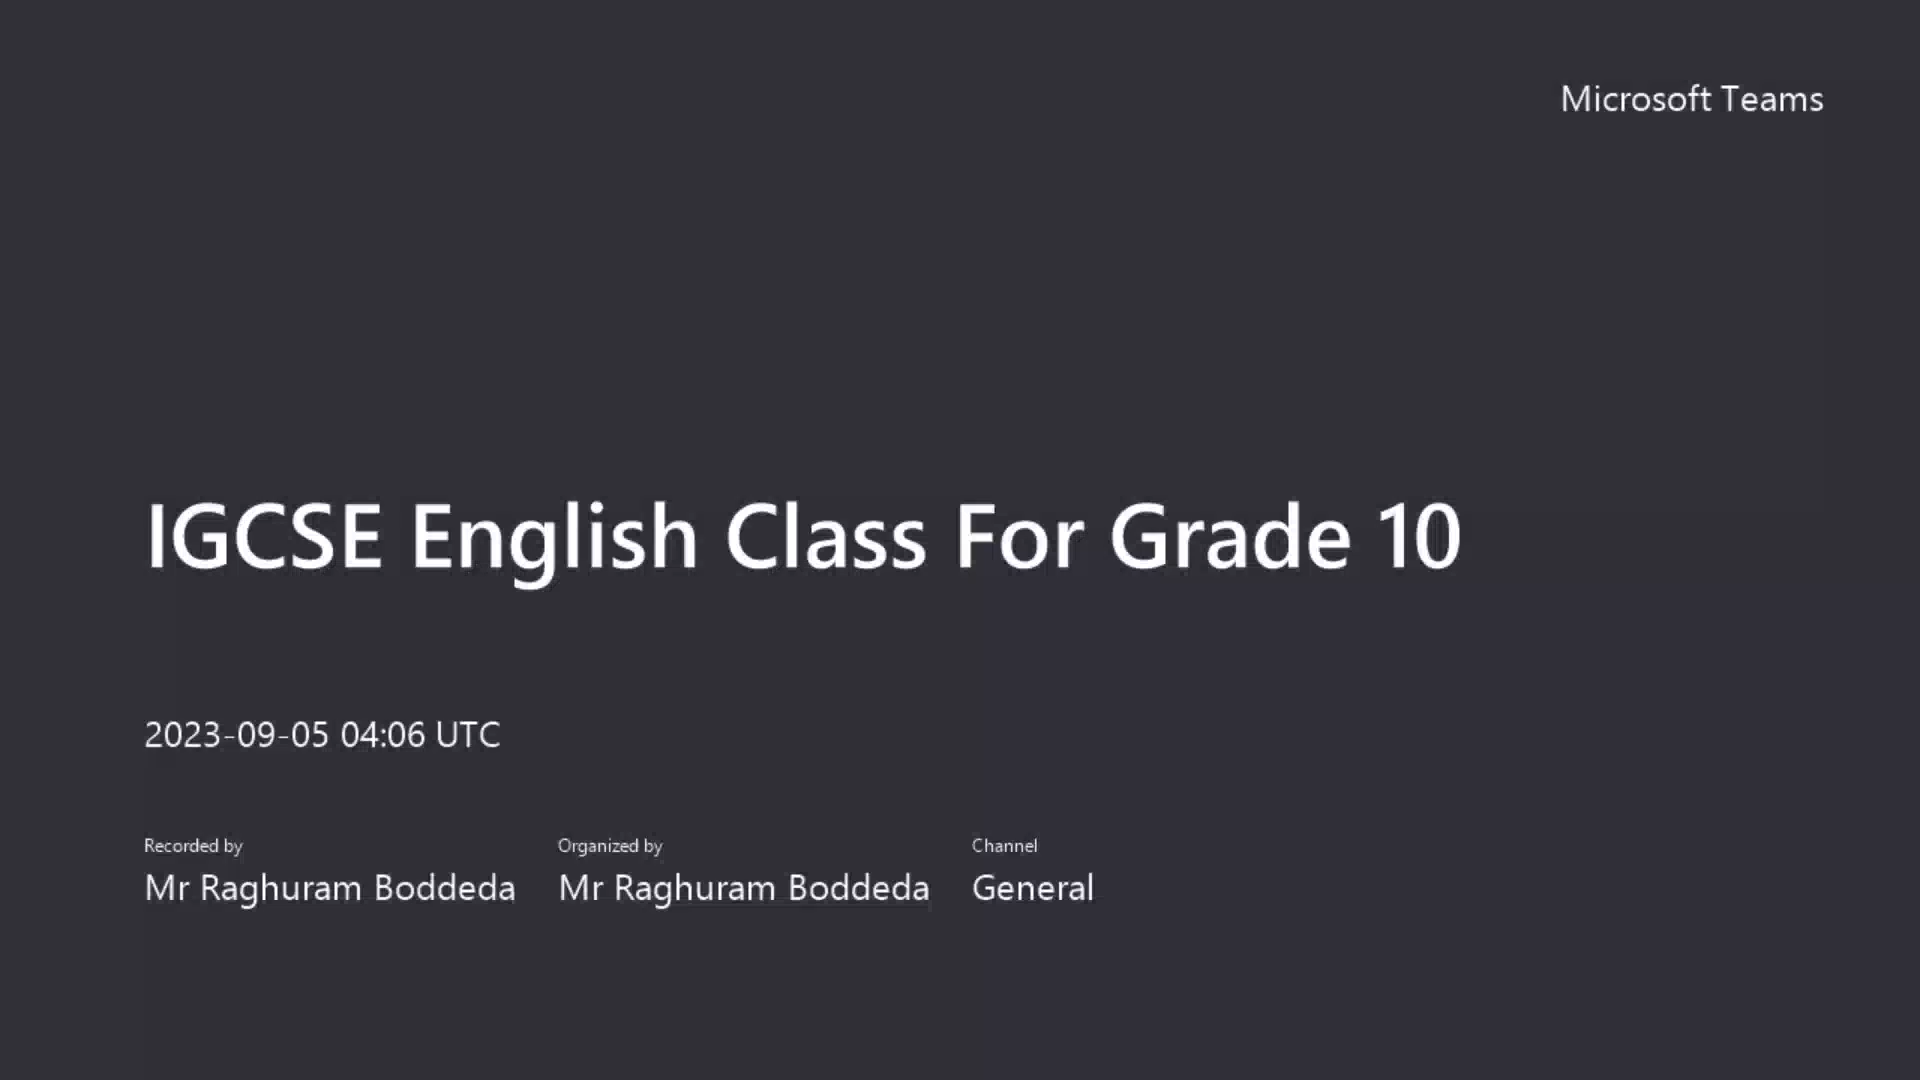 Microsoft Teams
IGCSE English Class For Grade 10
2023-09-05 04:06 UTC
Recorded by
Mr Raghuram Boddeda
Organized by
Mr Raghuram Boddeda
Channel
General